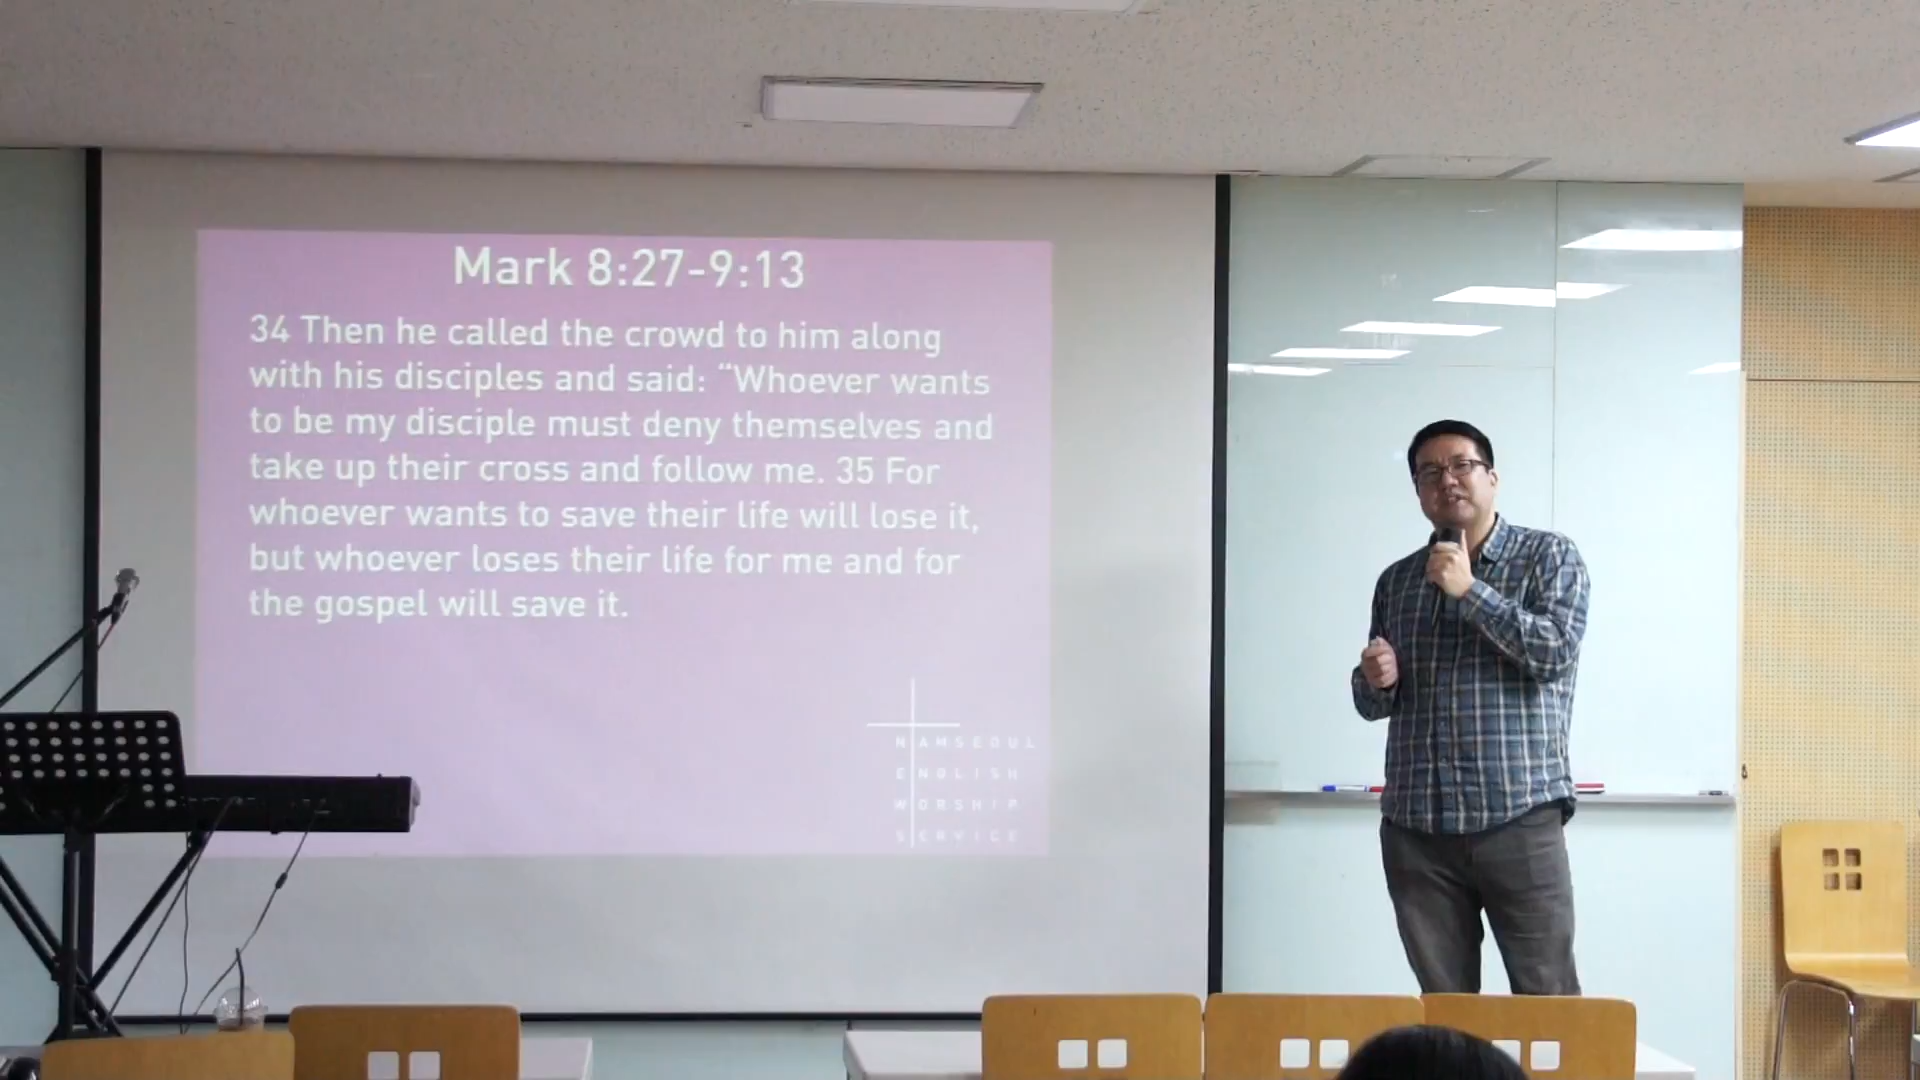 Mark 8:27-9:13
34 Then he called the crowd to him along
with his disciples and said: “Whoever wants
to be my disciple must deny themselves and
take up their cross and follow me. 35 For
whoever wants to save their life will lose it,
but whoever loses their life for me and for
the gospel will save it.
NAMSEOUL
ENGLISH
WORSHIP
SERVICE